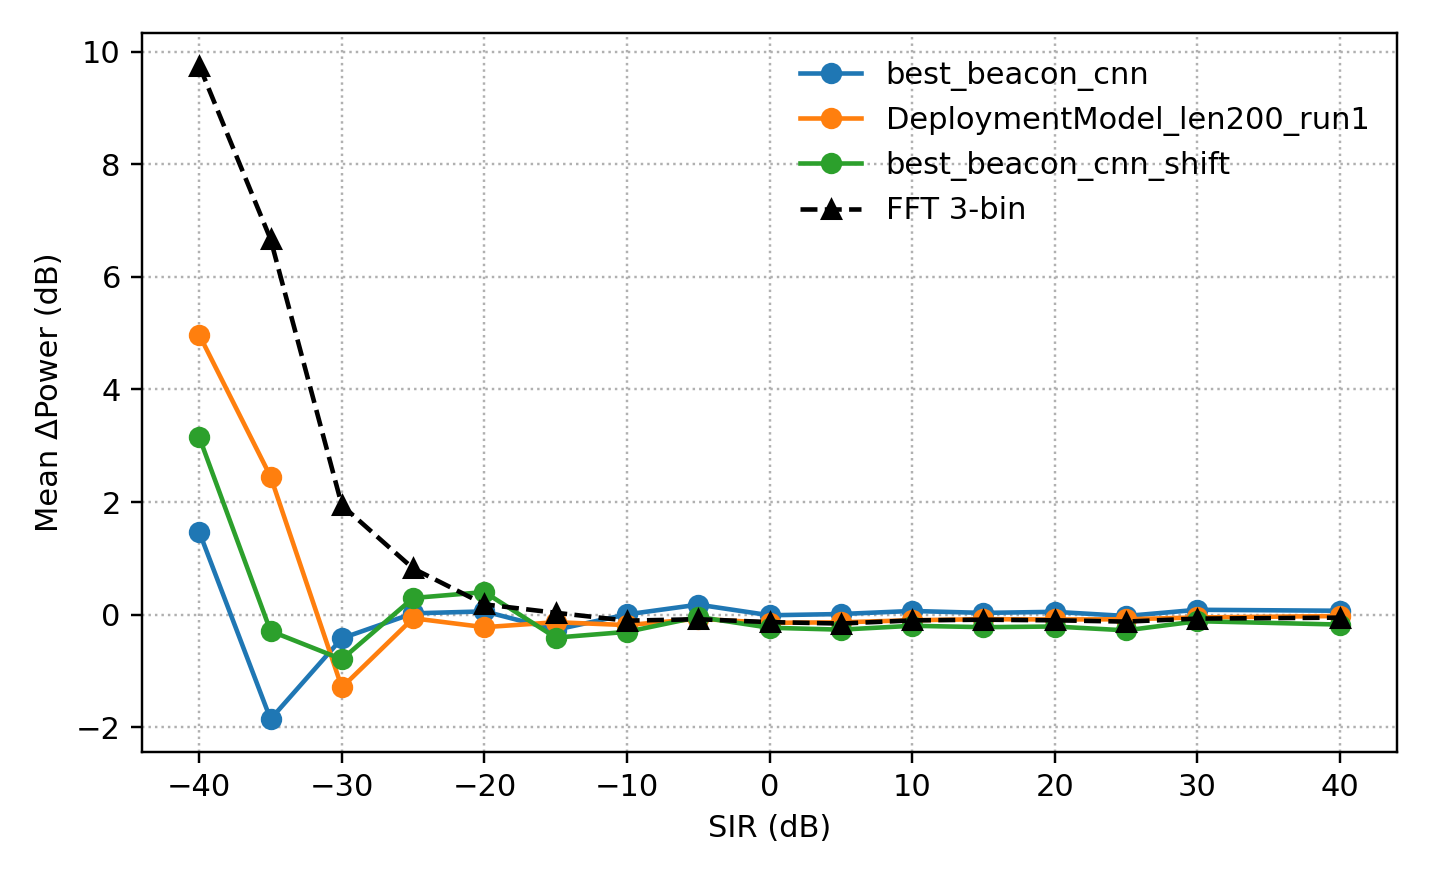 10
8
6
4
2
0
−2
Mean ΔPower (dB)
best_beacon_cnn
DeploymentModel_len200_run1
best_beacon_cnn_shift
FFT 3-bin
−40 −30 −20 −10 0 10 20 30 40
SIR (dB)